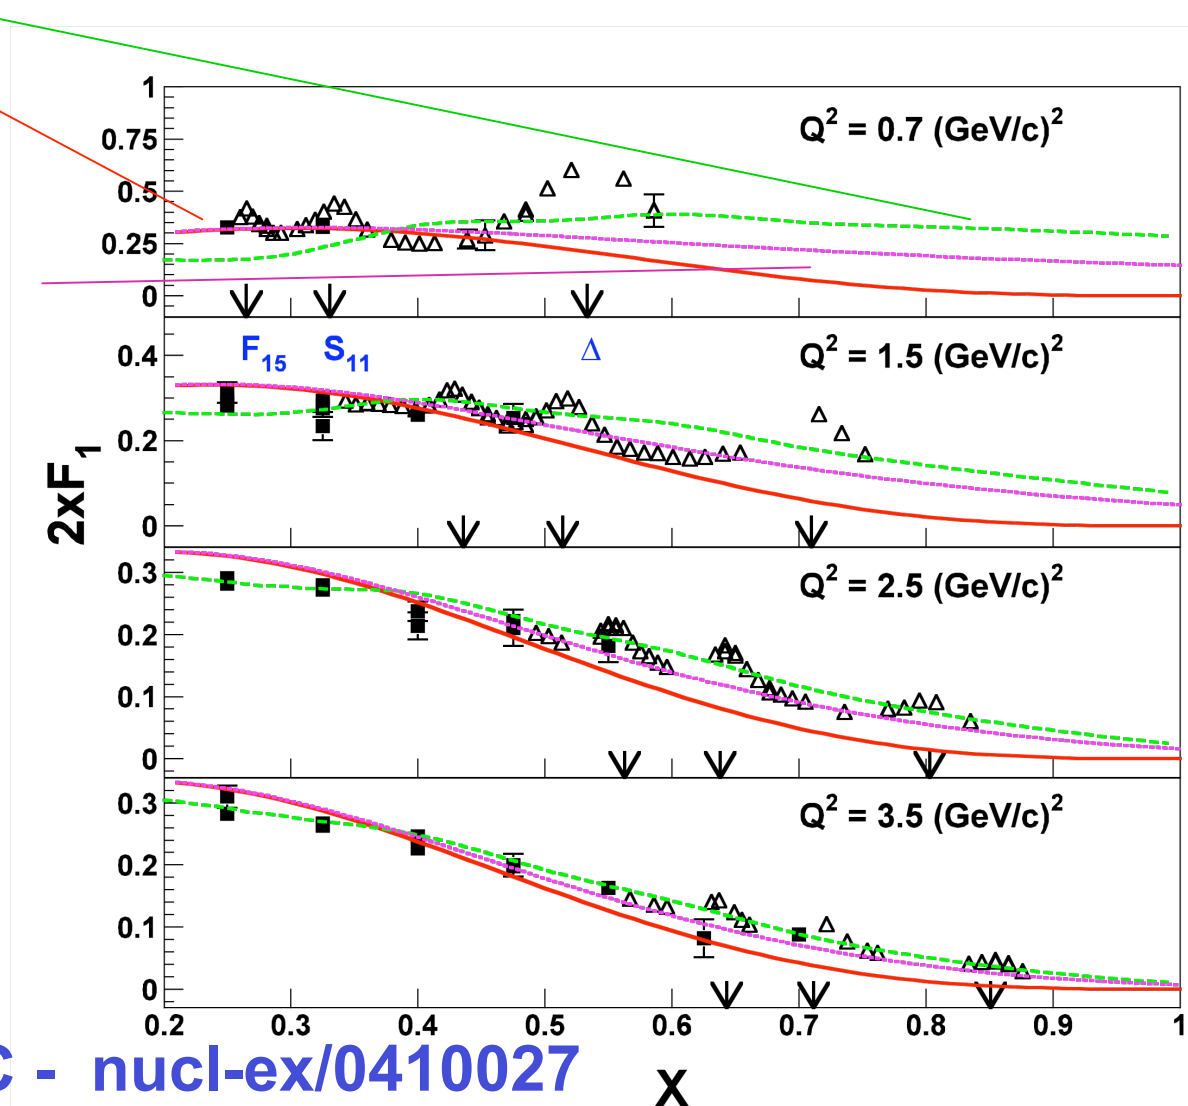 1
0.75
0.5
0.25
0
Q² = 0.7 (GeV/c)²
F₁₅ S₁₁ Δ
0.4
0.2
0
Q² = 1.5 (GeV/c)²
2xF₁
0.3
0.2
0.1
0
Q² = 2.5 (GeV/c)²
0.3
0.2
0.1
0
Q² = 3.5 (GeV/c)²
0.2 0.3 0.4 0.5 0.6 0.7 0.8 0.9 1
C - nucl-ex/0410027
X